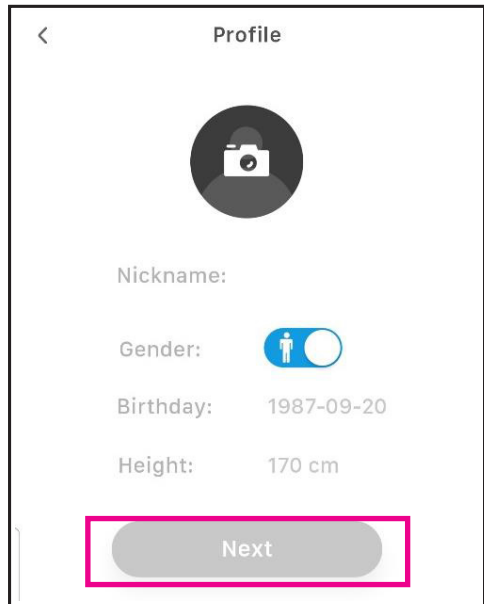 Profile
Nickname:
Gender:
Birthday: 1987-09-20
Height: 170 cm
Next